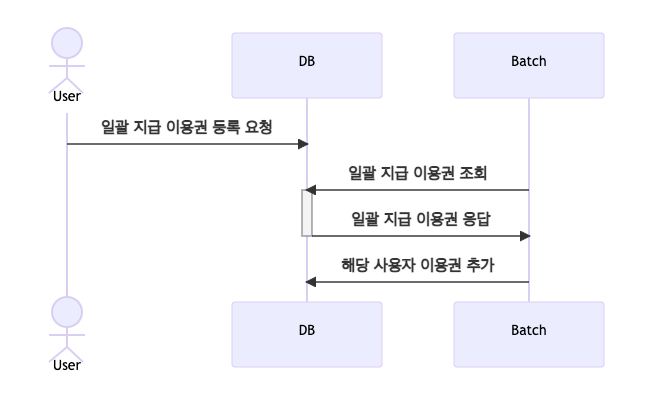 User
DB
Batch
일괄 지급 이용권 등록 요청
일괄 지급 이용권 조회
일괄 지급 이용권 응답
해당 사용자 이용권 추가
User
DB
Batch